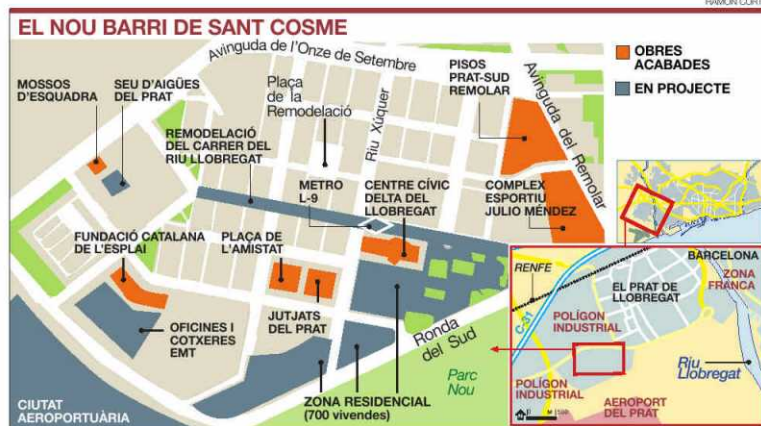 RAMON CURT
EL NOU BARRI DE SANT COSME
Avinguda de l'Onze de Setembre
OBRES
ACABADES
EN PROJECTE
MOSSOS
D'ESQUADRA
SEU D'AIGÜES
DEL PRAT
Plaça
de la
Remodelació
Riu Xúquer
PISOS
PRAT-SUD
REMOLAR
Avinguda del Remolar
REMODELACIÓ
DEL CARRER DEL
RIU LLOBREGAT
METRO
L-9
CENTRE CÍVIC
DELTA DEL
LLOBREGAT
COMPLEX
ESPORTIU
JULIO MÉNDEZ
FUNDACIÓ CATALANA
DE L'ESPLAI
PLAÇA DE
L'AMISTAT
JUTJATS
DEL PRAT
OFICINES I
COTXERES
EMT
Ronda
del Sud
Parc
Nou
ZONA RESIDENCIAL
(700 vivendes)
CIUTAT
AEROPORTUÀRIA
BARCELONA
RENFE
ZONA
FRANCA
EL PRAT DE
LLOBREGAT
C-31
POLÍGON
INDUSTRIAL
Riu
Llobregat
POLÍGON
INDUSTRIAL
AEROPORT
DEL PRAT